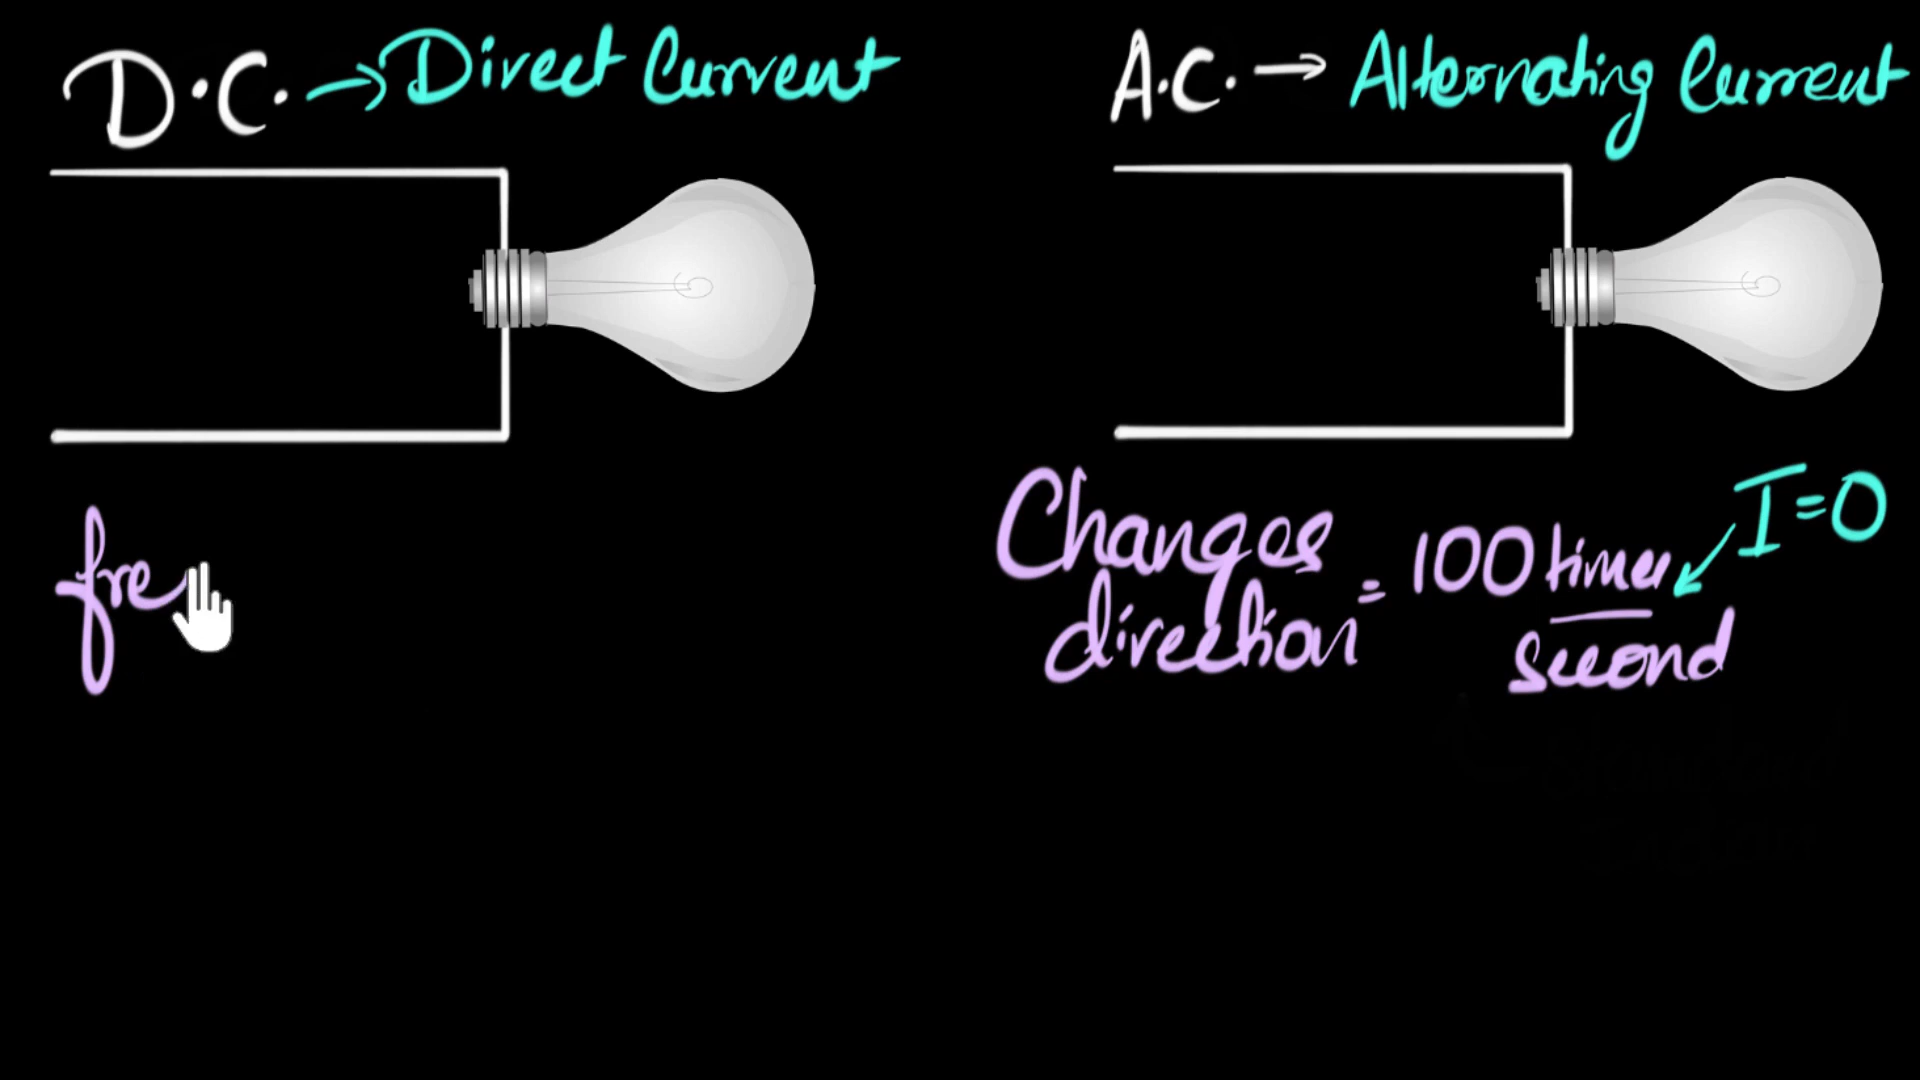 D.C. → Direct Current
A.C. → Alternating Current
I = 0
Changes direction = 100 times
second
fre